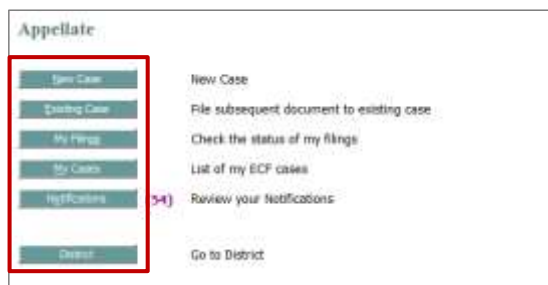 Appellate
New Case New Case
Existing Case File subsequent document to existing case
My Filings Check the status of my filings
My Cases List of my ECF cases
Notifications (54) Review your Notifications
District Go to District